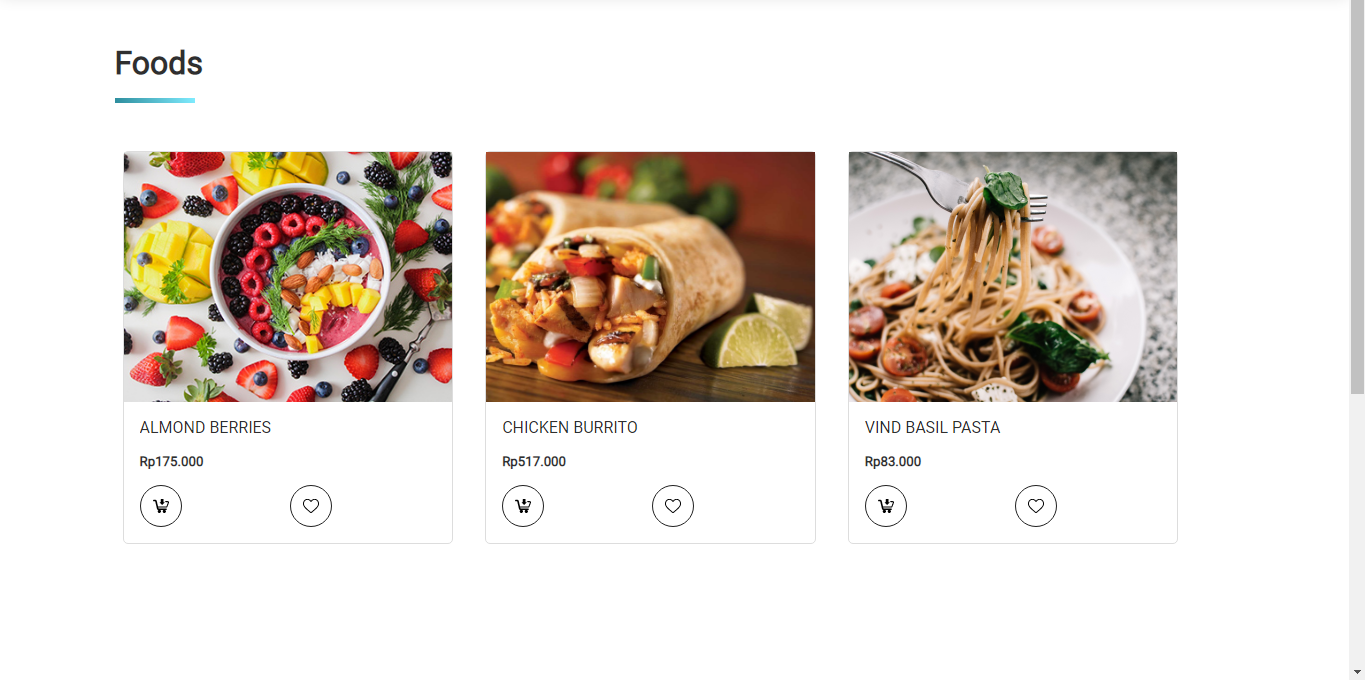 Foods
ALMOND BERRIES
Rp175.000
CHICKEN BURRITO
Rp517.000
VIND BASIL PASTA
Rp83.000